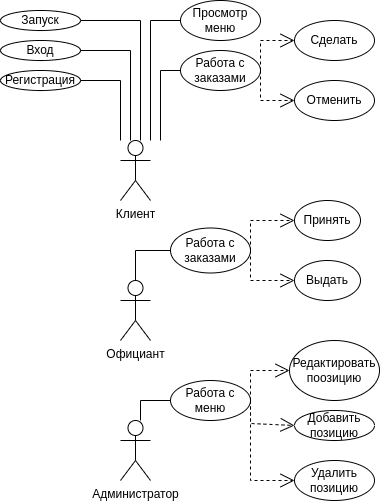 Запуск
Вход
Регистрация
Просмотр
меню
Работа с
заказами
Сделать
Отменить
Клиент
Работа с
заказами
Принять
Выдать
Официант
Работа с
меню
Редактировать
поозицию
Добавить
позицию
Удалить
позицию
Администратор